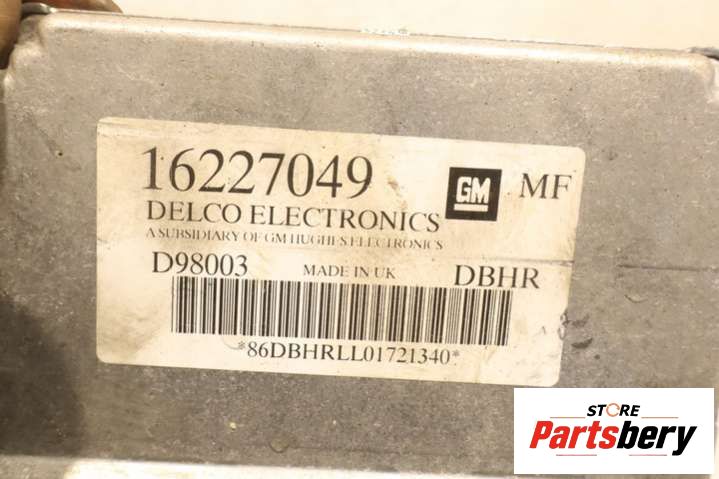 16227049
GM
MF
DELCO ELECTRONICS
A SUBSIDIARY OF GM HUGHES ELECTRONICS
D98003 MADE IN UK DBHR
*86DBHRLL01721340*
STORE
Partsbery